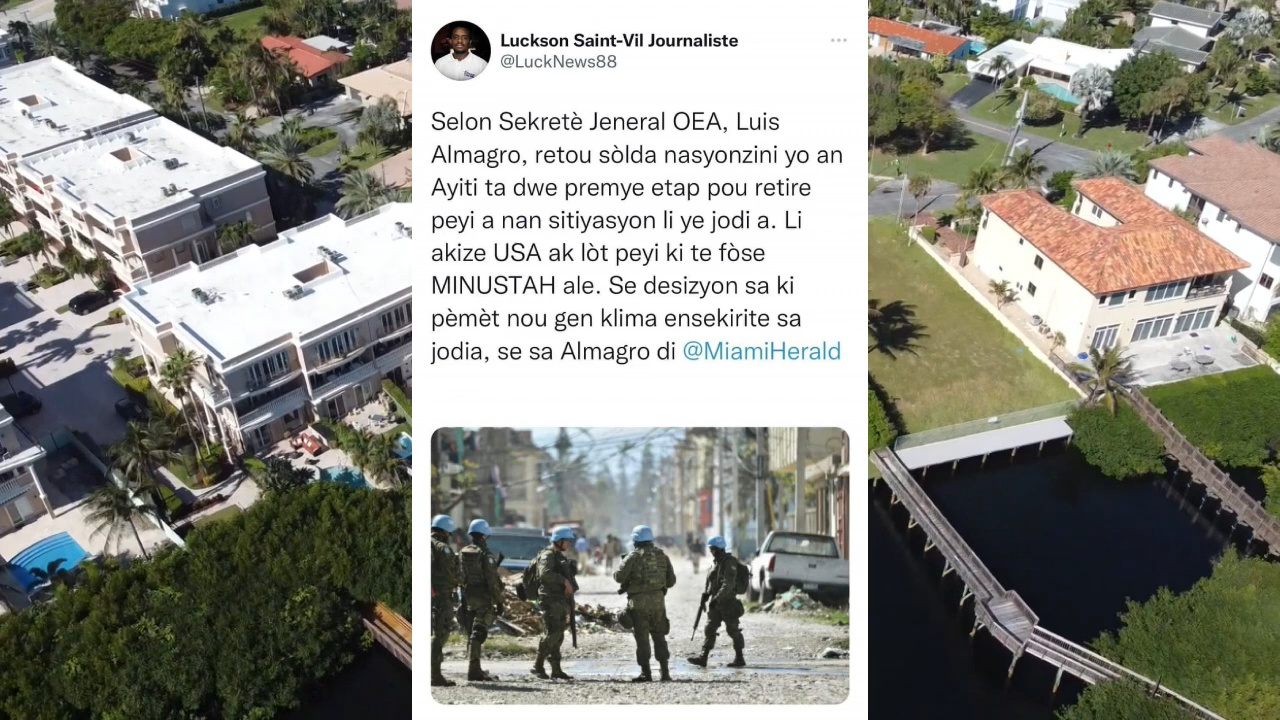 Luckson Saint-Vil Journaliste
@LuckNews88
Selon Sekretè Jeneral OEA, Luis
Almagro, retou sòlda nasyonzini yo an
Ayiti ta dwe premye etap pou retire
peyi a nan sitiyasyon li ye jodi a. Li
akize USA ak lòt peyi ki te fòse
MINUSTAH ale. Se desizyon sa ki
pèmèt nou gen klima ensekirite sa
jodia, se sa Almagro di @MiamiHerald